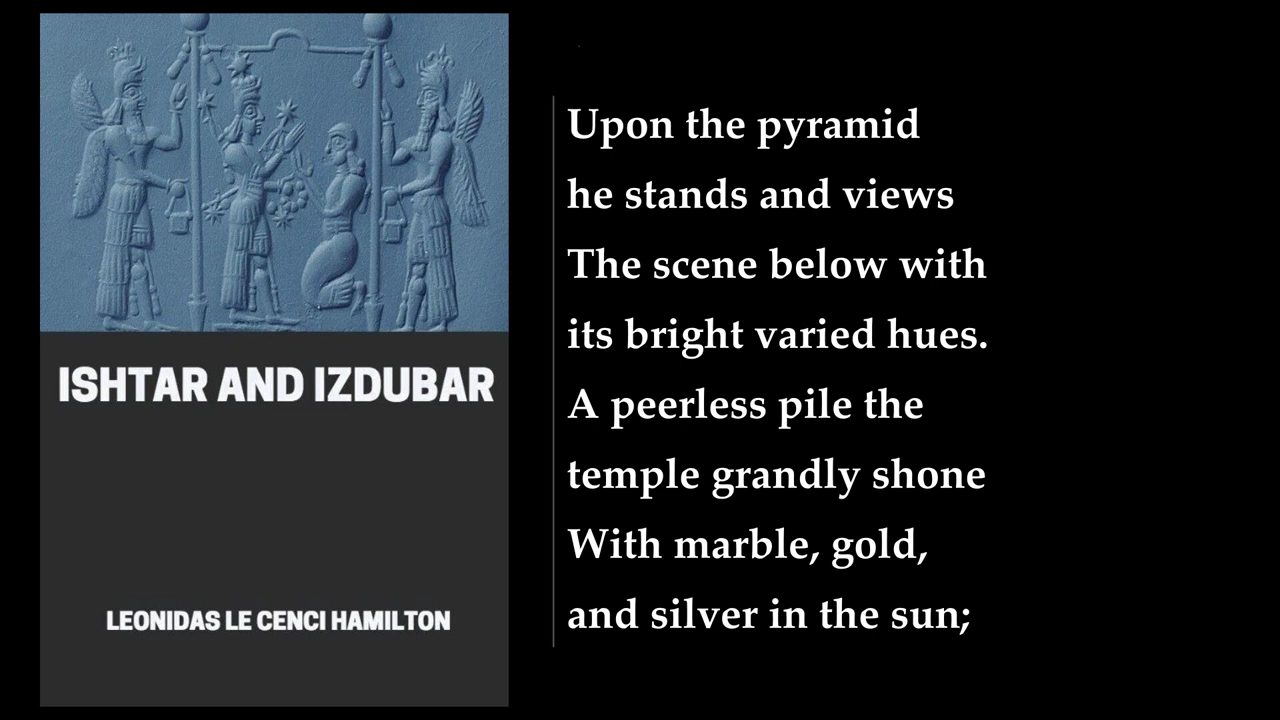 ISHTAR AND IZDUBAR
LEONIDAS LE CENCI HAMILTON
Upon the pyramid
he stands and views
The scene below with
its bright varied hues.
A peerless pile the
temple grandly shone
With marble, gold,
and silver in the sun;